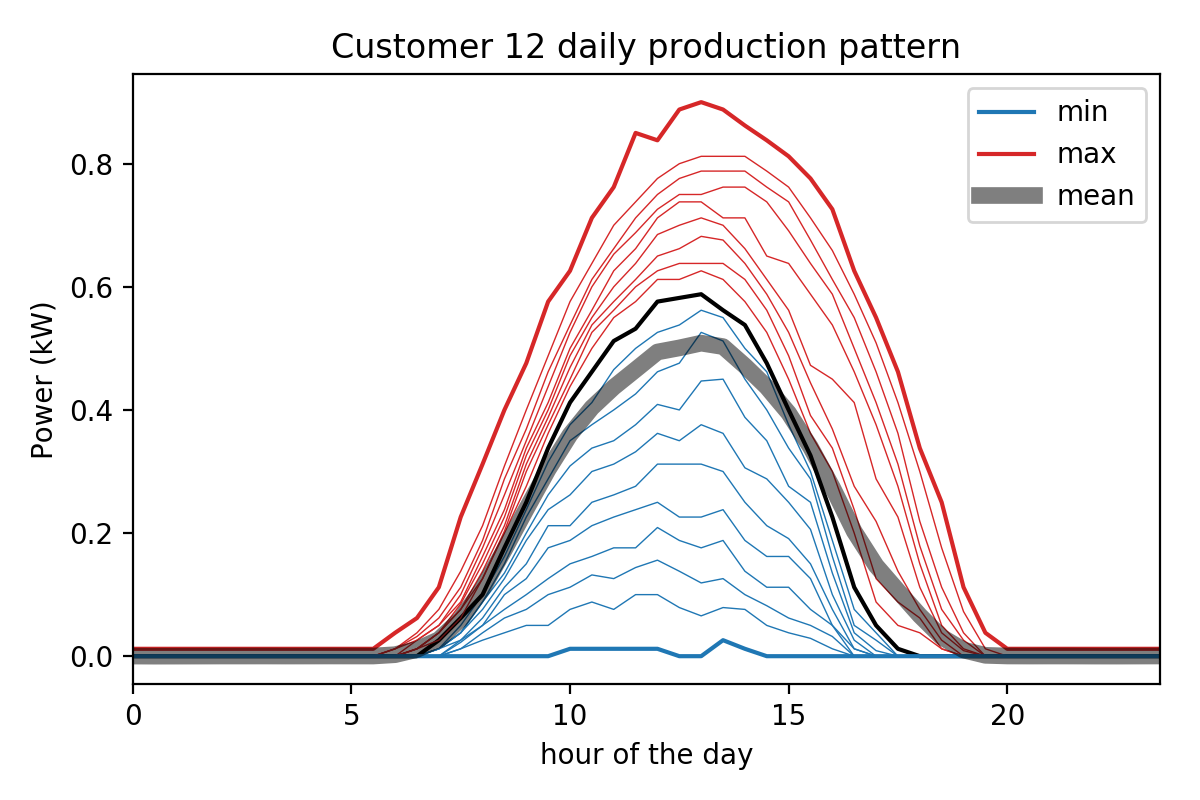 Customer 12 daily production pattern
min
max
mean
Power (kW)
0.8
0.6
0.4
0.2
0.0
0 5 10 15 20
hour of the day